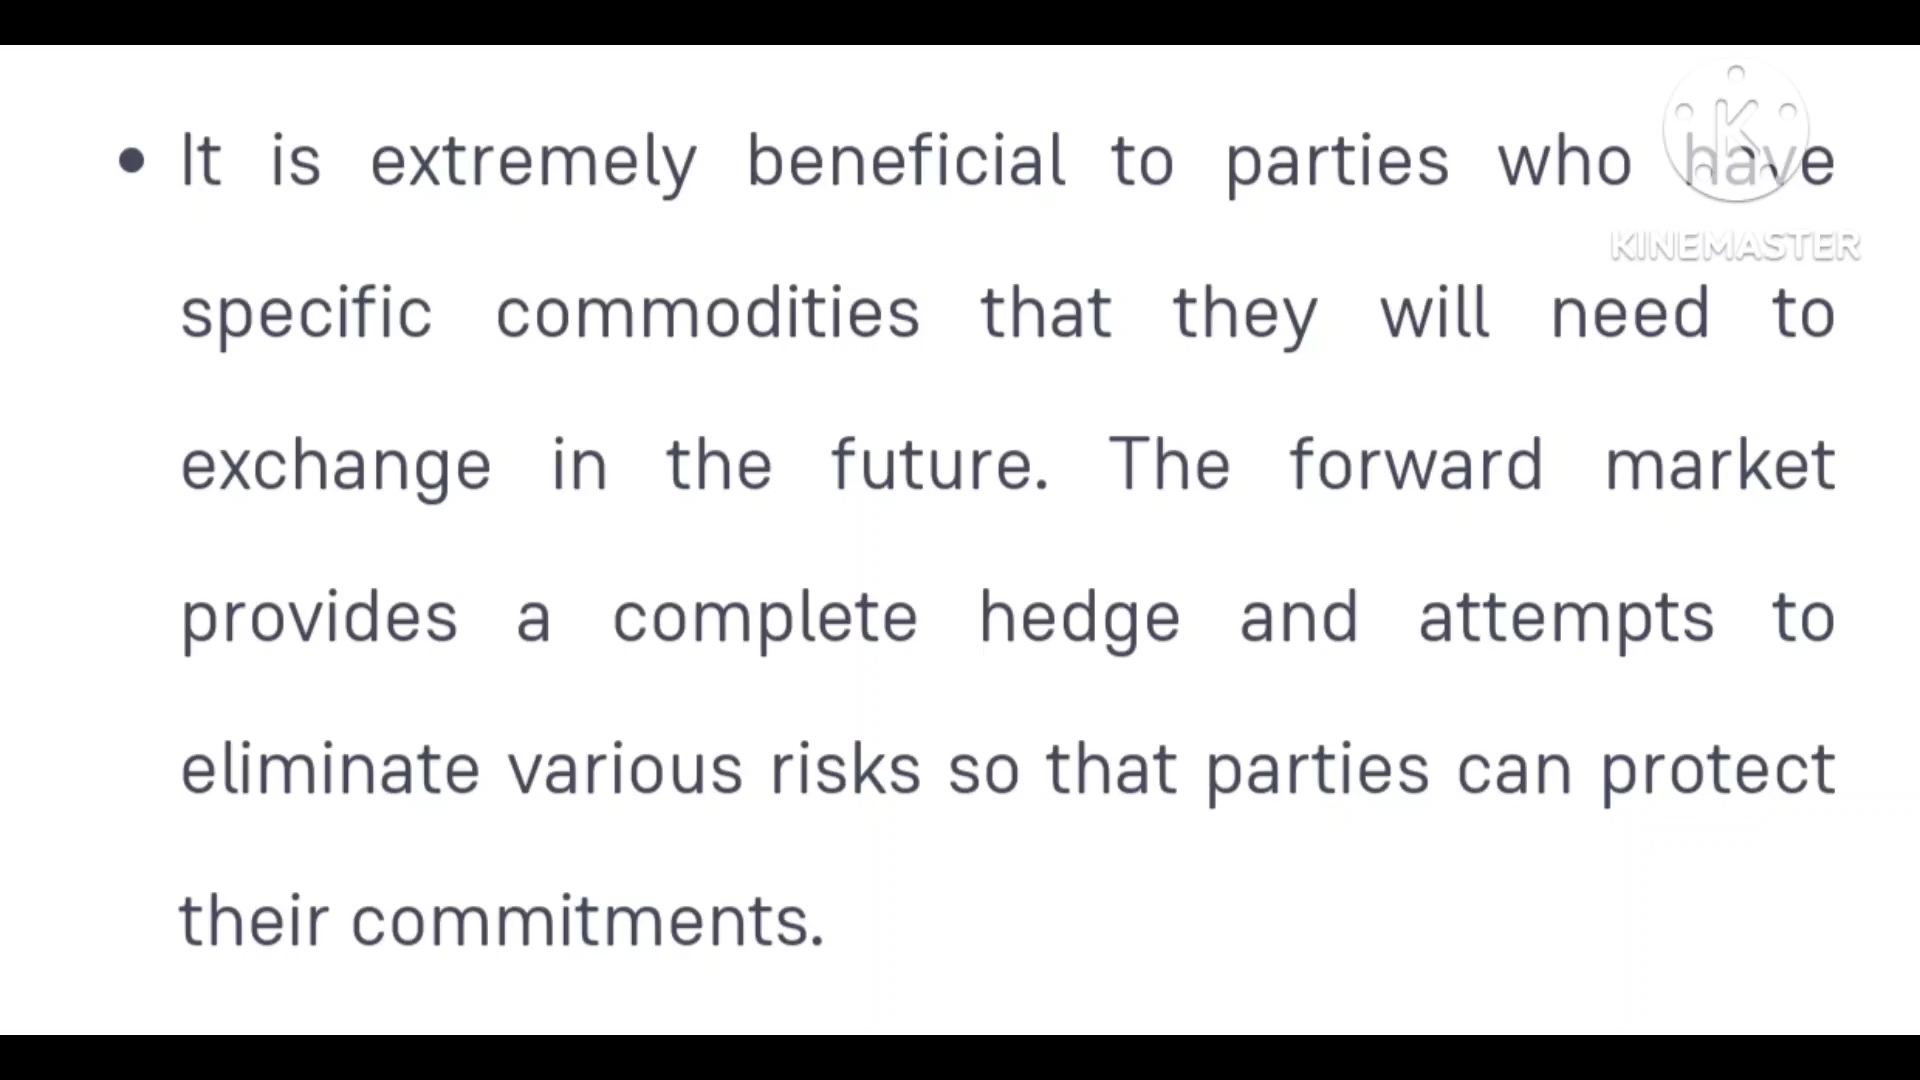 • It is extremely beneficial to parties who have
KINEMASTER
specific commodities that they will need to
exchange in the future. The forward market
provides a complete hedge and attempts to
eliminate various risks so that parties can protect
their commitments.